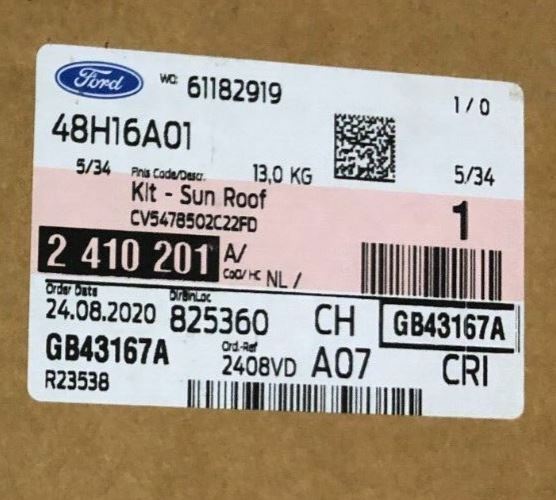 Ford WO: 61182919 1 / 0
48H16A01
5/34 Finis Code/Descr. 13,0 KG 5/34
Kit - Sun Roof 1
CV5478502C22FD
2 410 201 A/
CoO/ HC NL /
Order Date Dlr/BinLoc
24.08.2020 825360 CH GB43167A
GB43167A Ord.-Ref
2408VD A07 CRI
R23538